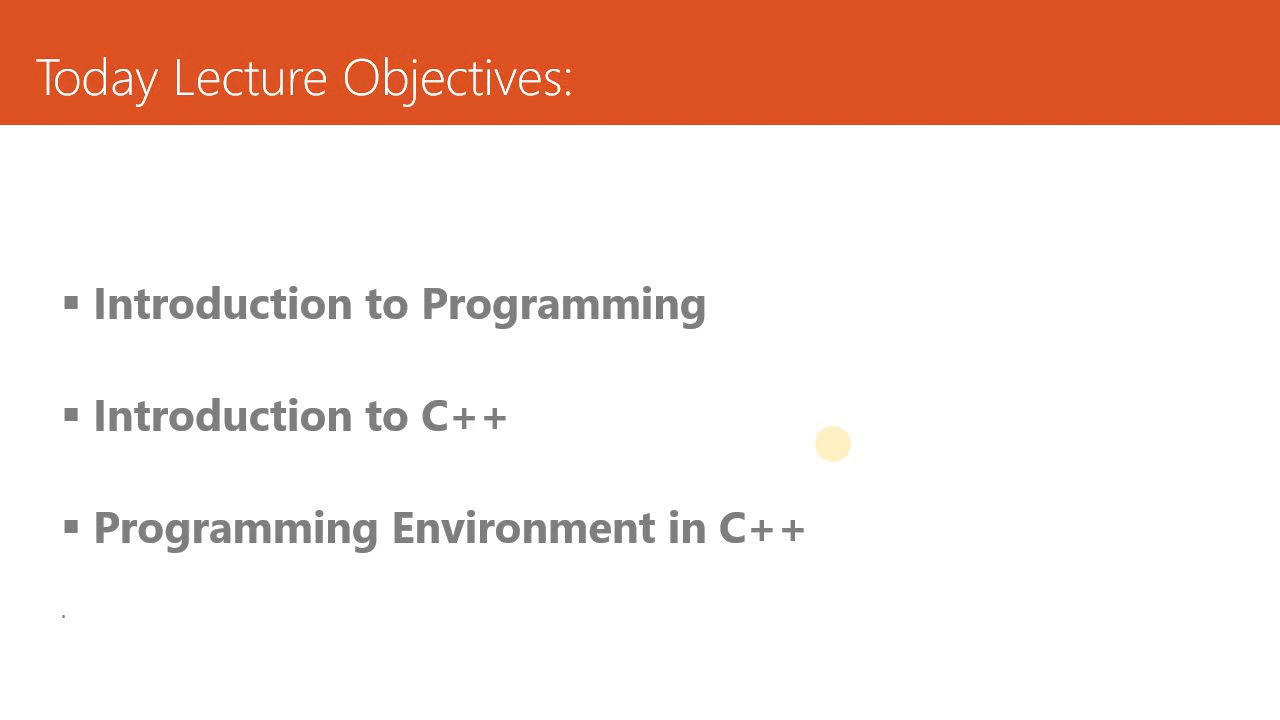 Today Lecture Objectives:
▪ Introduction to Programming
▪ Introduction to C++
▪ Programming Environment in C++
.